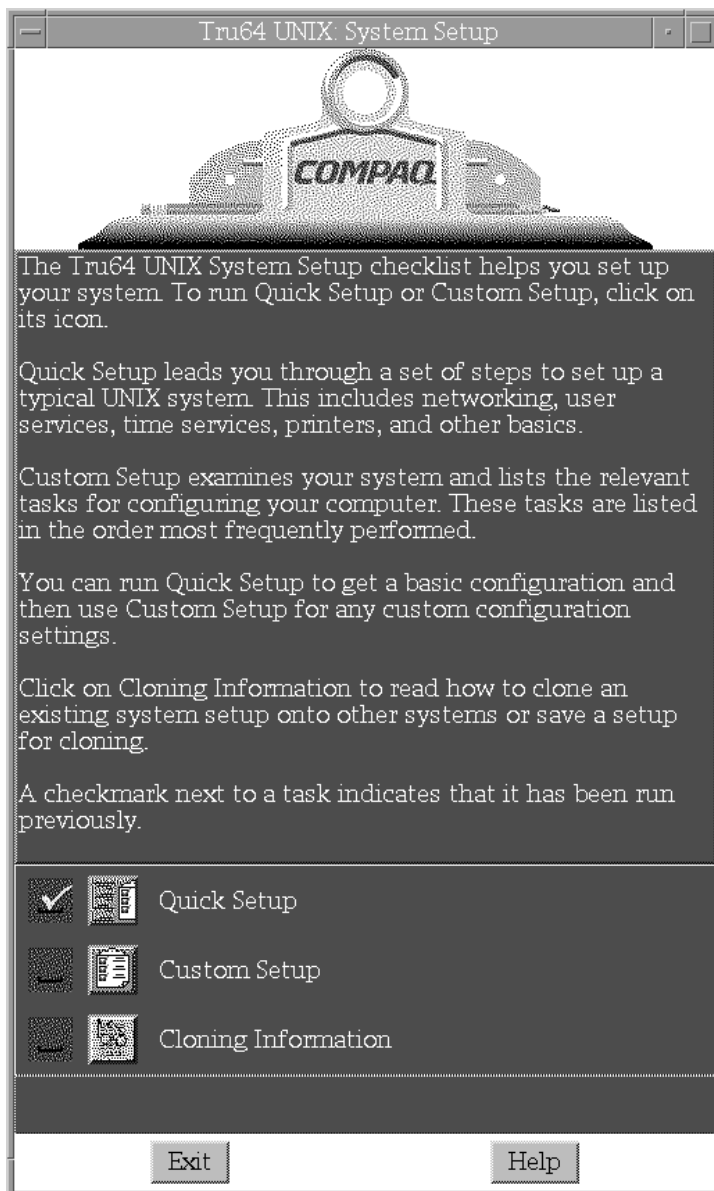 Tru64 UNIX: System Setup
COMPAQ
The Tru64 UNIX System Setup checklist helps you set up
your system. To run Quick Setup or Custom Setup, click on
its icon.
Quick Setup leads you through a set of steps to set up a
typical UNIX system. This includes networking, user
services, time services, printers, and other basics.
Custom Setup examines your system and lists the relevant
tasks for configuring your computer. These tasks are listed
in the order most frequently performed.
You can run Quick Setup to get a basic configuration and
then use Custom Setup for any custom configuration
settings.
Click on Cloning Information to read how to clone an
existing system setup onto other systems or save a setup
for cloning.
A checkmark next to a task indicates that it has been run
previously.
Quick Setup
Custom Setup
Cloning Information
Exit
Help